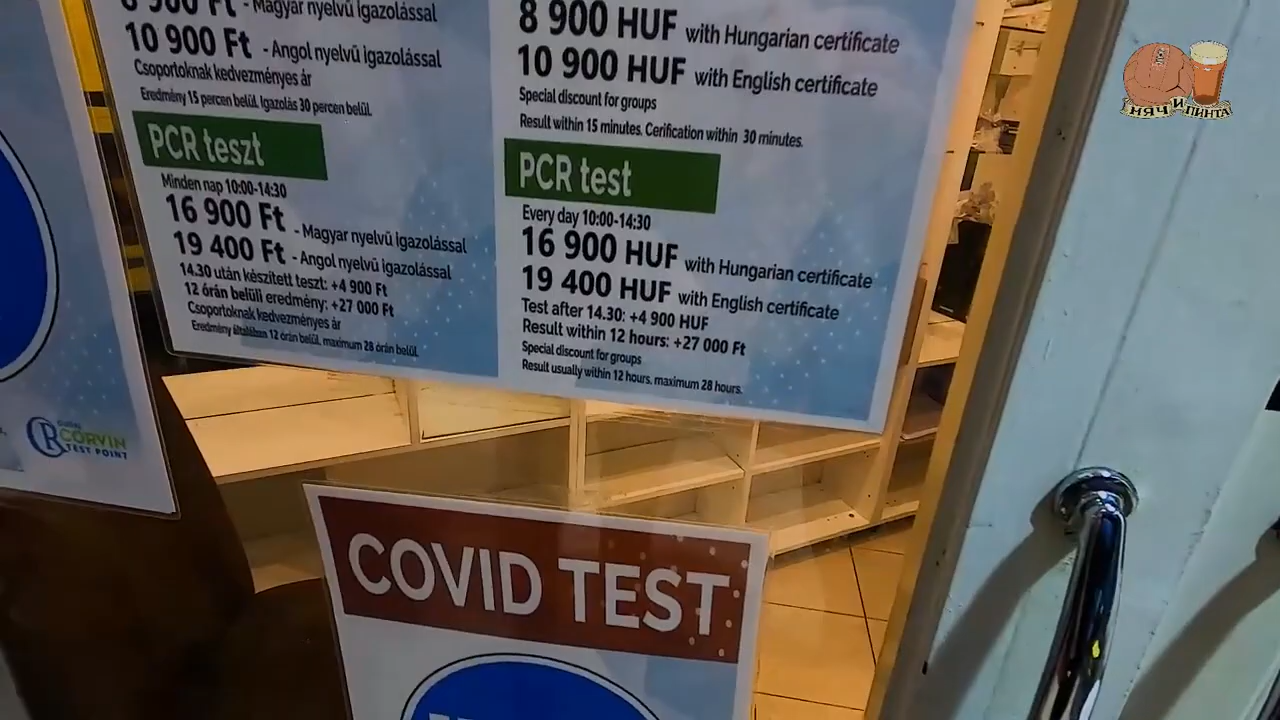 8 900 Ft - Magyar nyelvű igazolással
10 900 Ft - Angol nyelvű igazolással
Csoportoknak kedvezményes ár
Eredmény 15 percen belül. Igazolás 30 percen belül.
PCR teszt
Minden nap 10:00-14:30
16 900 Ft - Magyar nyelvű igazolással
19 400 Ft - Angol nyelvű igazolással
14.30 után készített teszt: +4 900 Ft
12 órán belüli eredmény: +27 000 Ft
Csoportoknak kedvezményes ár
Eredmény általában 12 órán belül, maximum 28 órán belül.
8 900 HUF with Hungarian certificate
10 900 HUF with English certificate
Special discount for groups
Result within 15 minutes. Cerification within 30 minutes.
PCR test
Every day 10:00-14:30
16 900 HUF with Hungarian certificate
19 400 HUF with English certificate
Test after 14.30: +4 900 HUF
Result within 12 hours: +27 000 Ft
Special discount for groups
Result usually within 12 hours, maximum 28 hours.
CORVIN
TEST POINT
COVID TEST
НЯЧ И ПИНТА